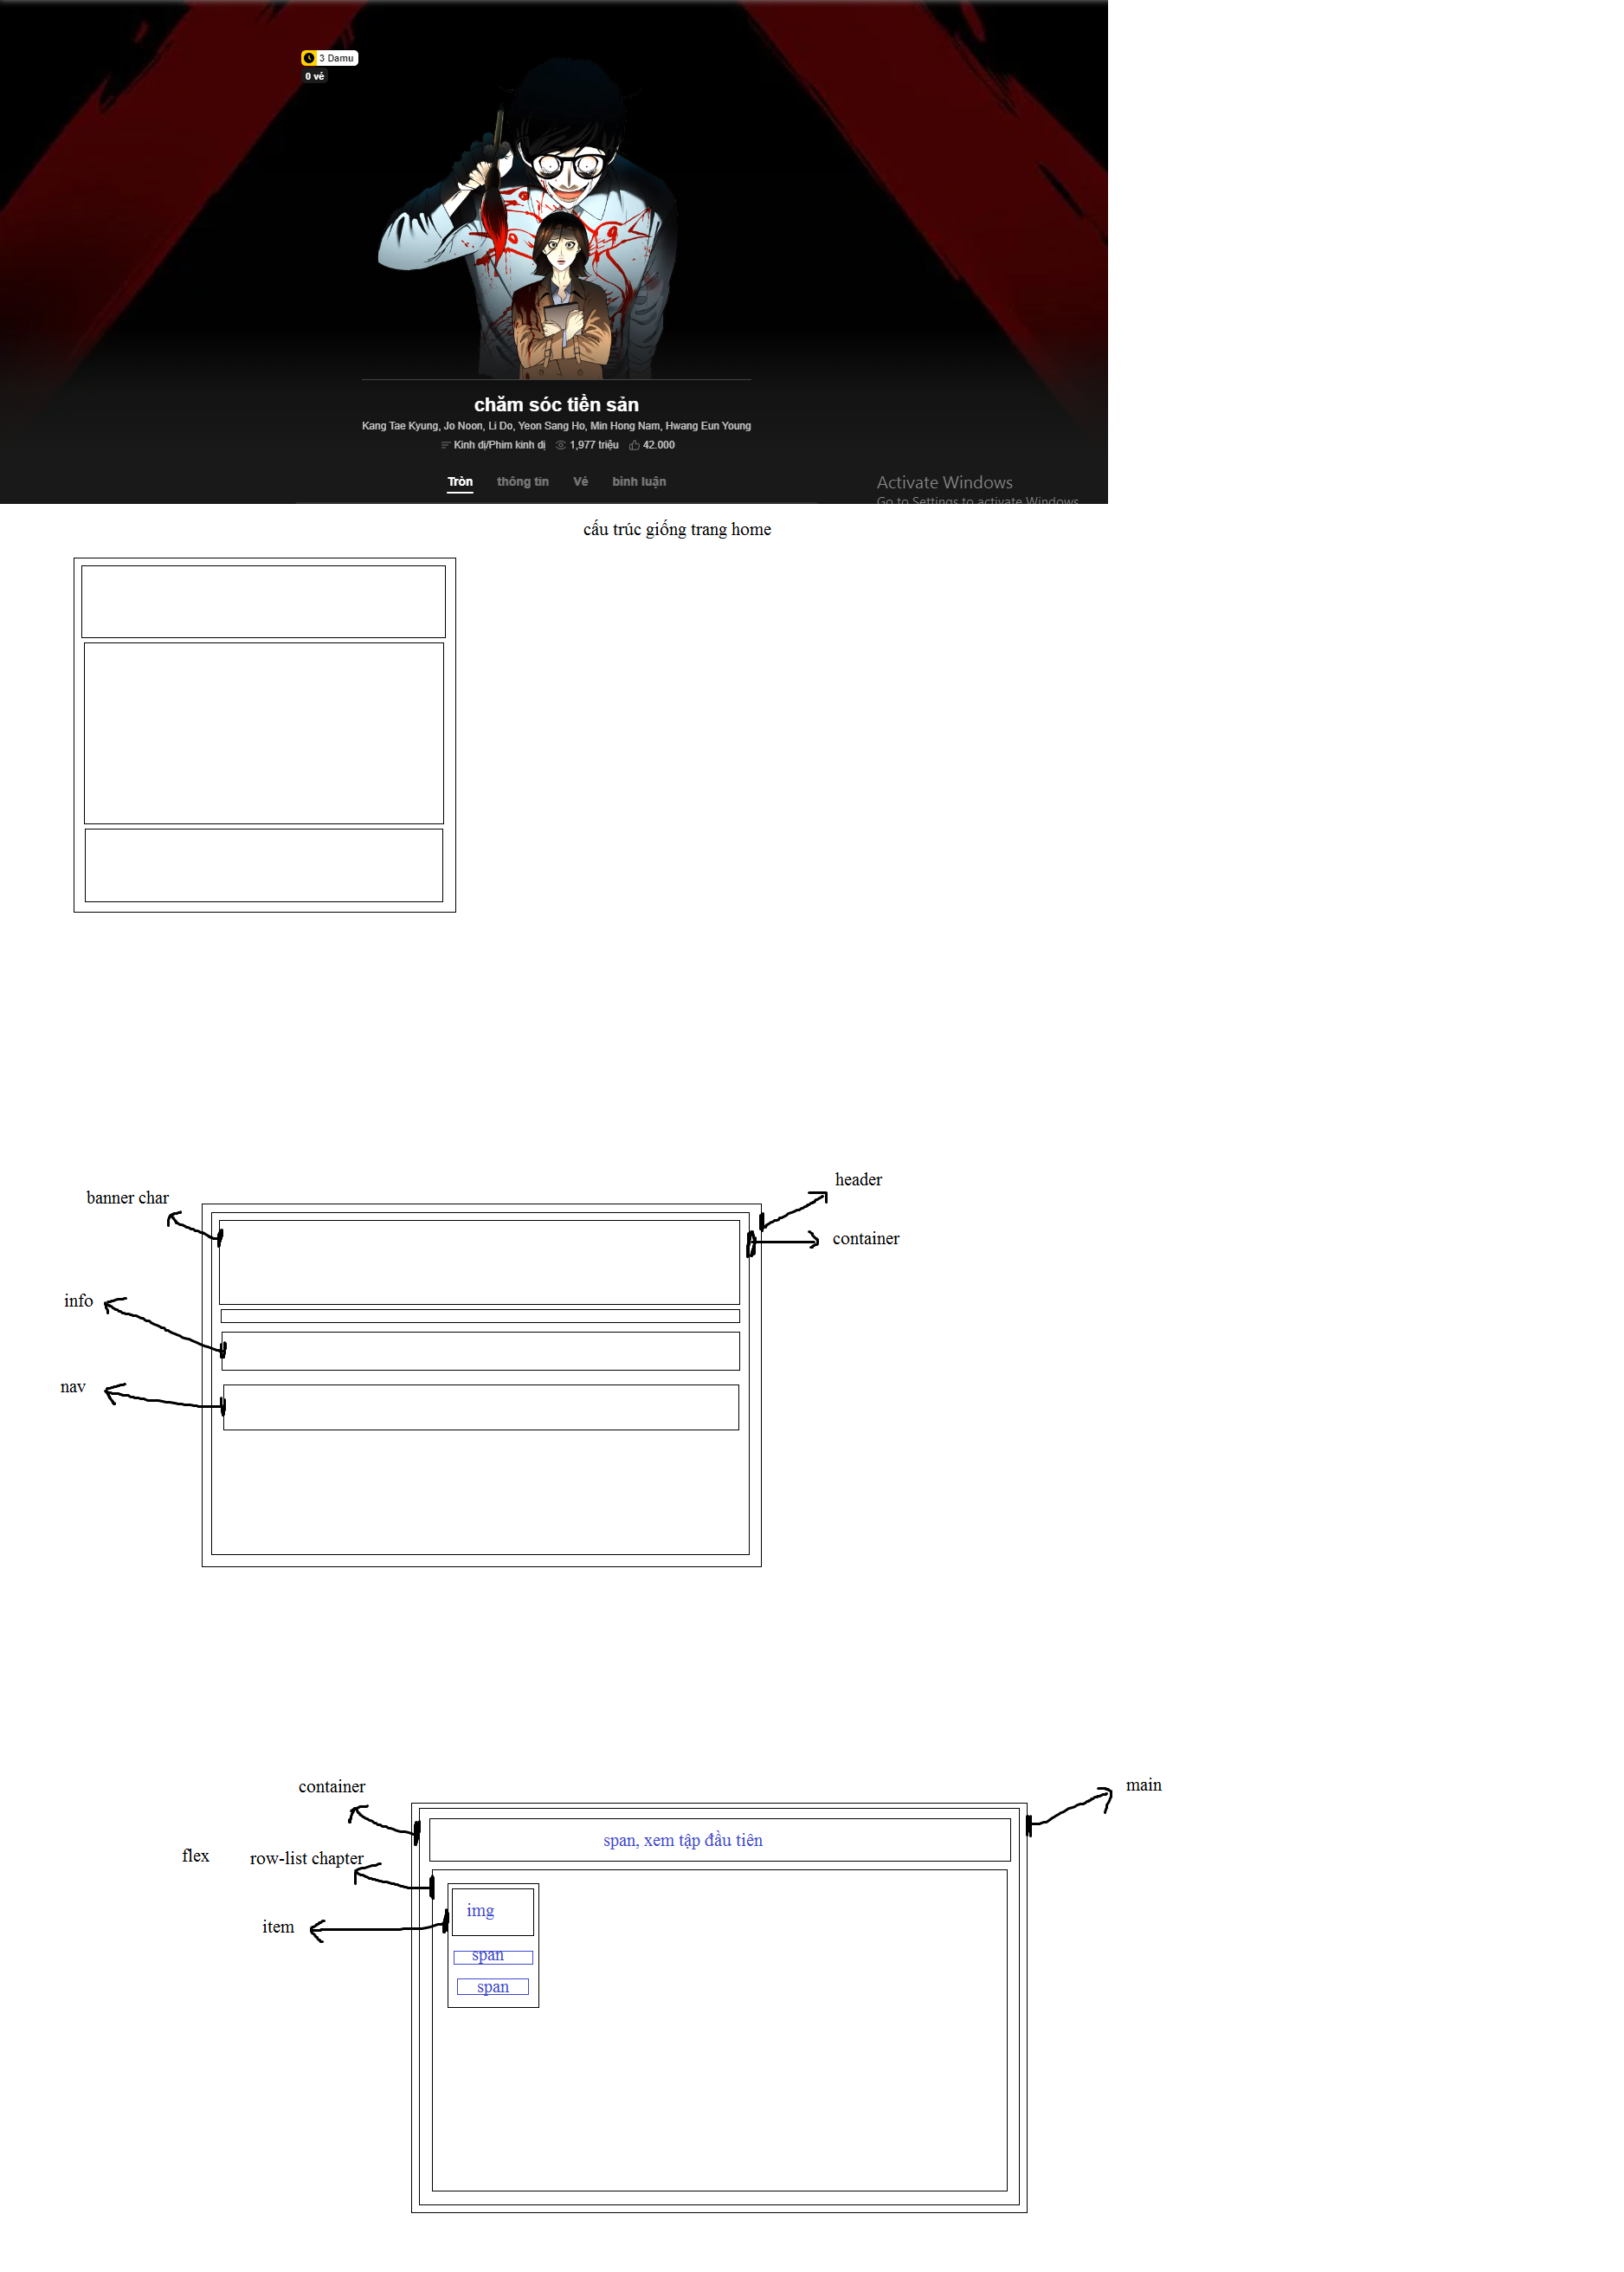 3 Damu
0 vé
chăm sóc tiền sản
Kang Tae Kyung, Jo Noon, Li Do, Yeon Sang Ho, Min Hong Nam, Hwang Eun Young
Kinh dị/Phim kinh dị 1,977 triệu 42.000
Tròn thông tin Vé bình luận
Activate Windows
Go to Settings to activate Windows.
cấu trúc giống trang home
header
banner char
container
info
nav
main
container
span, xem tập đầu tiên
flex
row-list chapter
img
item
span
span